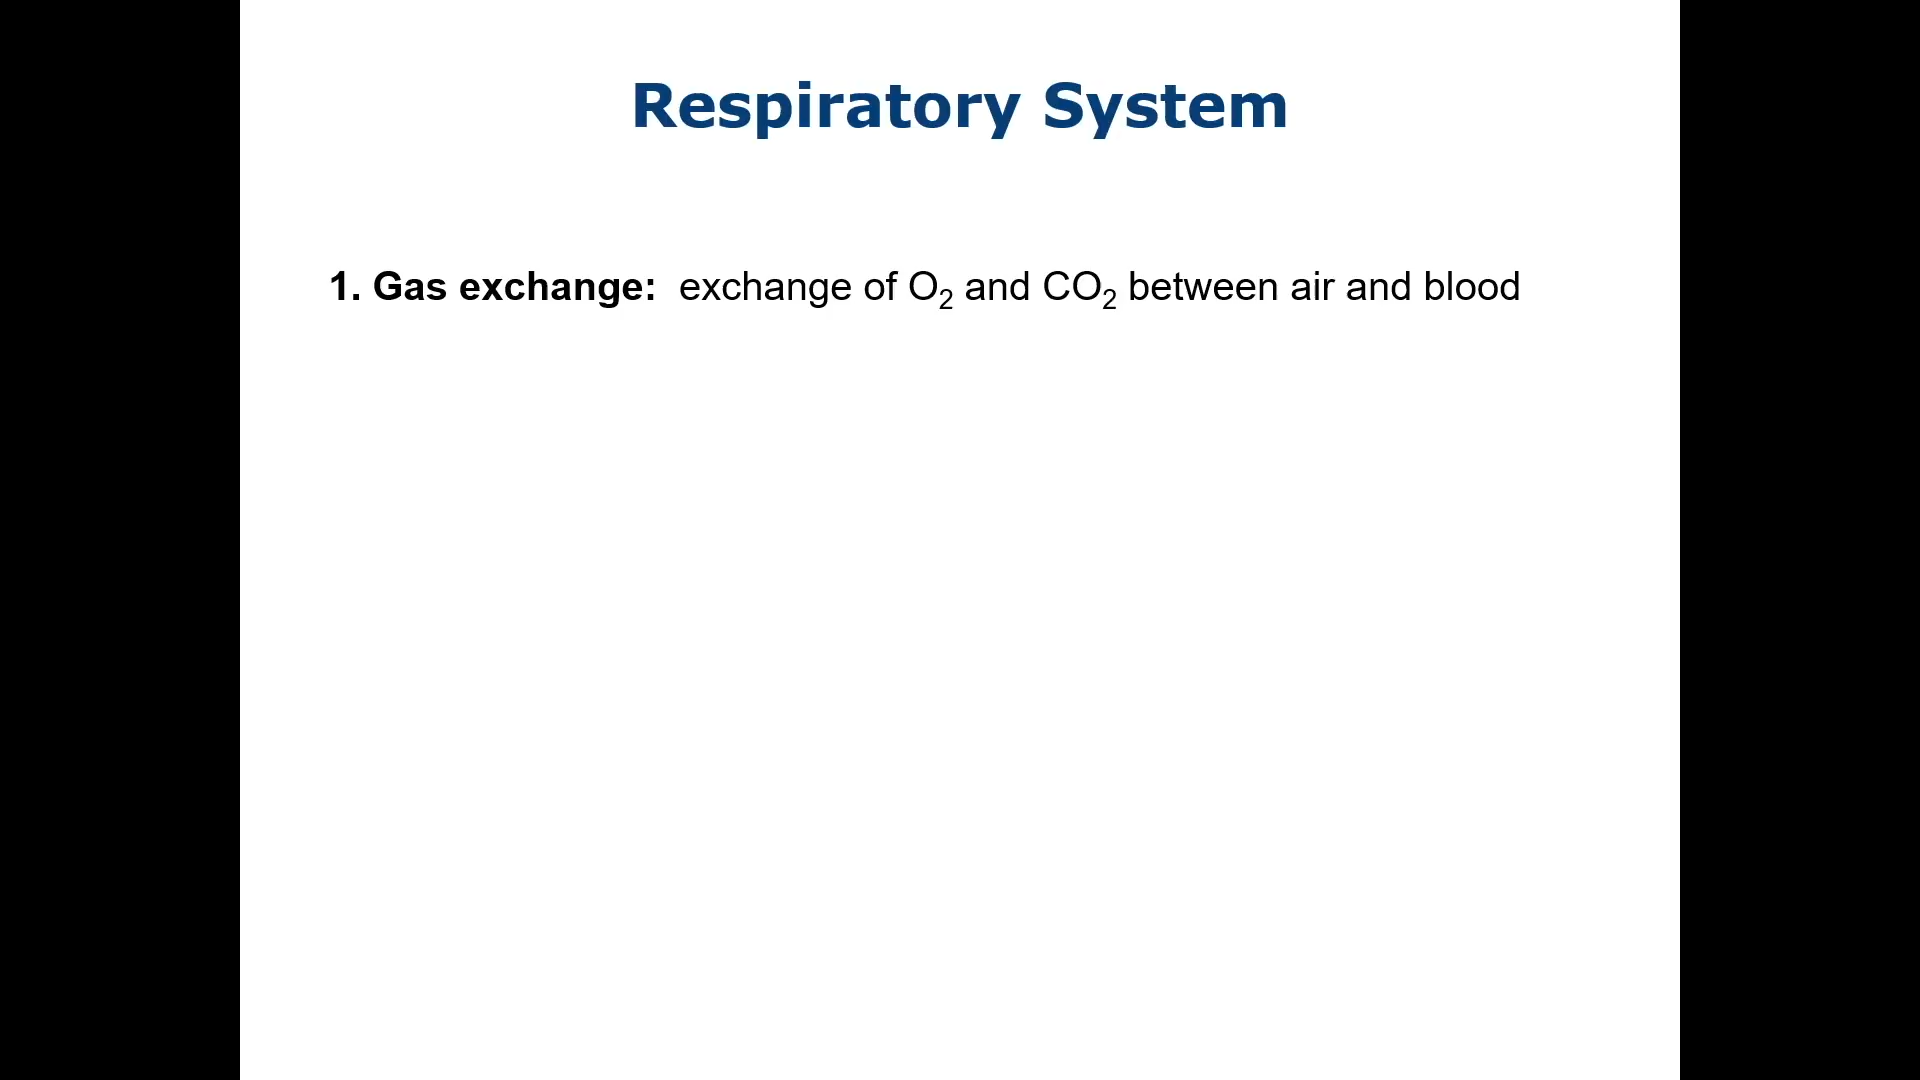 Respiratory System
1. Gas exchange: exchange of O₂ and CO₂ between air and blood